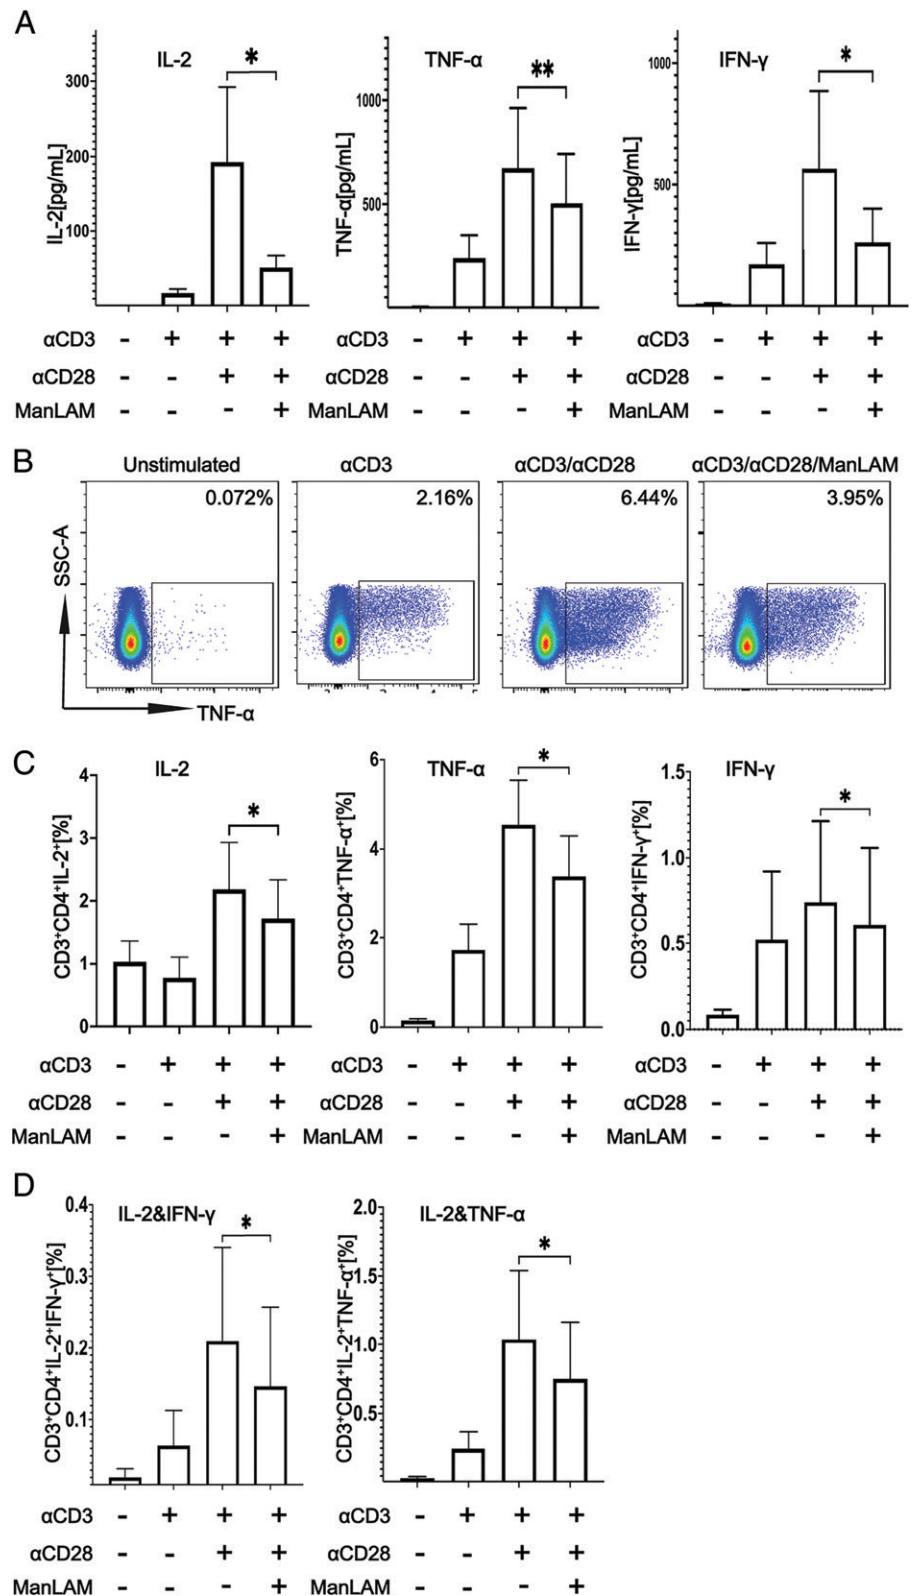 A
IL-2
*
IL-2[pg/mL]
300
200
100
TNF-α
**
TNF-α[pg/mL]
1000
500
IFN-γ
*
IFN-γ[pg/mL]
1000
500
αCD3 - + + +
αCD28 - - + +
ManLAM - - - +
αCD3 - + + +
αCD28 - - + +
ManLAM - - - +
αCD3 - + + +
αCD28 - - + +
ManLAM - - - +
B
Unstimulated
αCD3
αCD3/αCD28
αCD3/αCD28/ManLAM
0.072%
2.16%
6.44%
3.95%
SSC-A
TNF-α
C
IL-2
*
CD3⁺CD4⁺IL-2⁺[%]
4
3
2
1
0
TNF-α
*
CD3⁺CD4⁺TNF-α⁺[%]
6
4
2
0
IFN-γ
*
CD3⁺CD4⁺IFN-γ⁺[%]
1.5
1.0
0.5
0.0
αCD3 - + + +
αCD28 - - + +
ManLAM - - - +
αCD3 - + + +
αCD28 - - + +
ManLAM - - - +
αCD3 - + + +
αCD28 - - + +
ManLAM - - - +
D
IL-2&IFN-γ
*
CD3⁺CD4⁺IL-2⁺IFN-γ⁺[%]
0.4
0.3
0.2
0.1
IL-2&TNF-α
*
CD3⁺CD4⁺IL-2⁺TNF-α⁺[%]
2.0
1.5
1.0
0.5
αCD3 - + + +
αCD28 - - + +
ManLAM - - - +
αCD3 - + + +
αCD28 - - + +
ManLAM - - - +